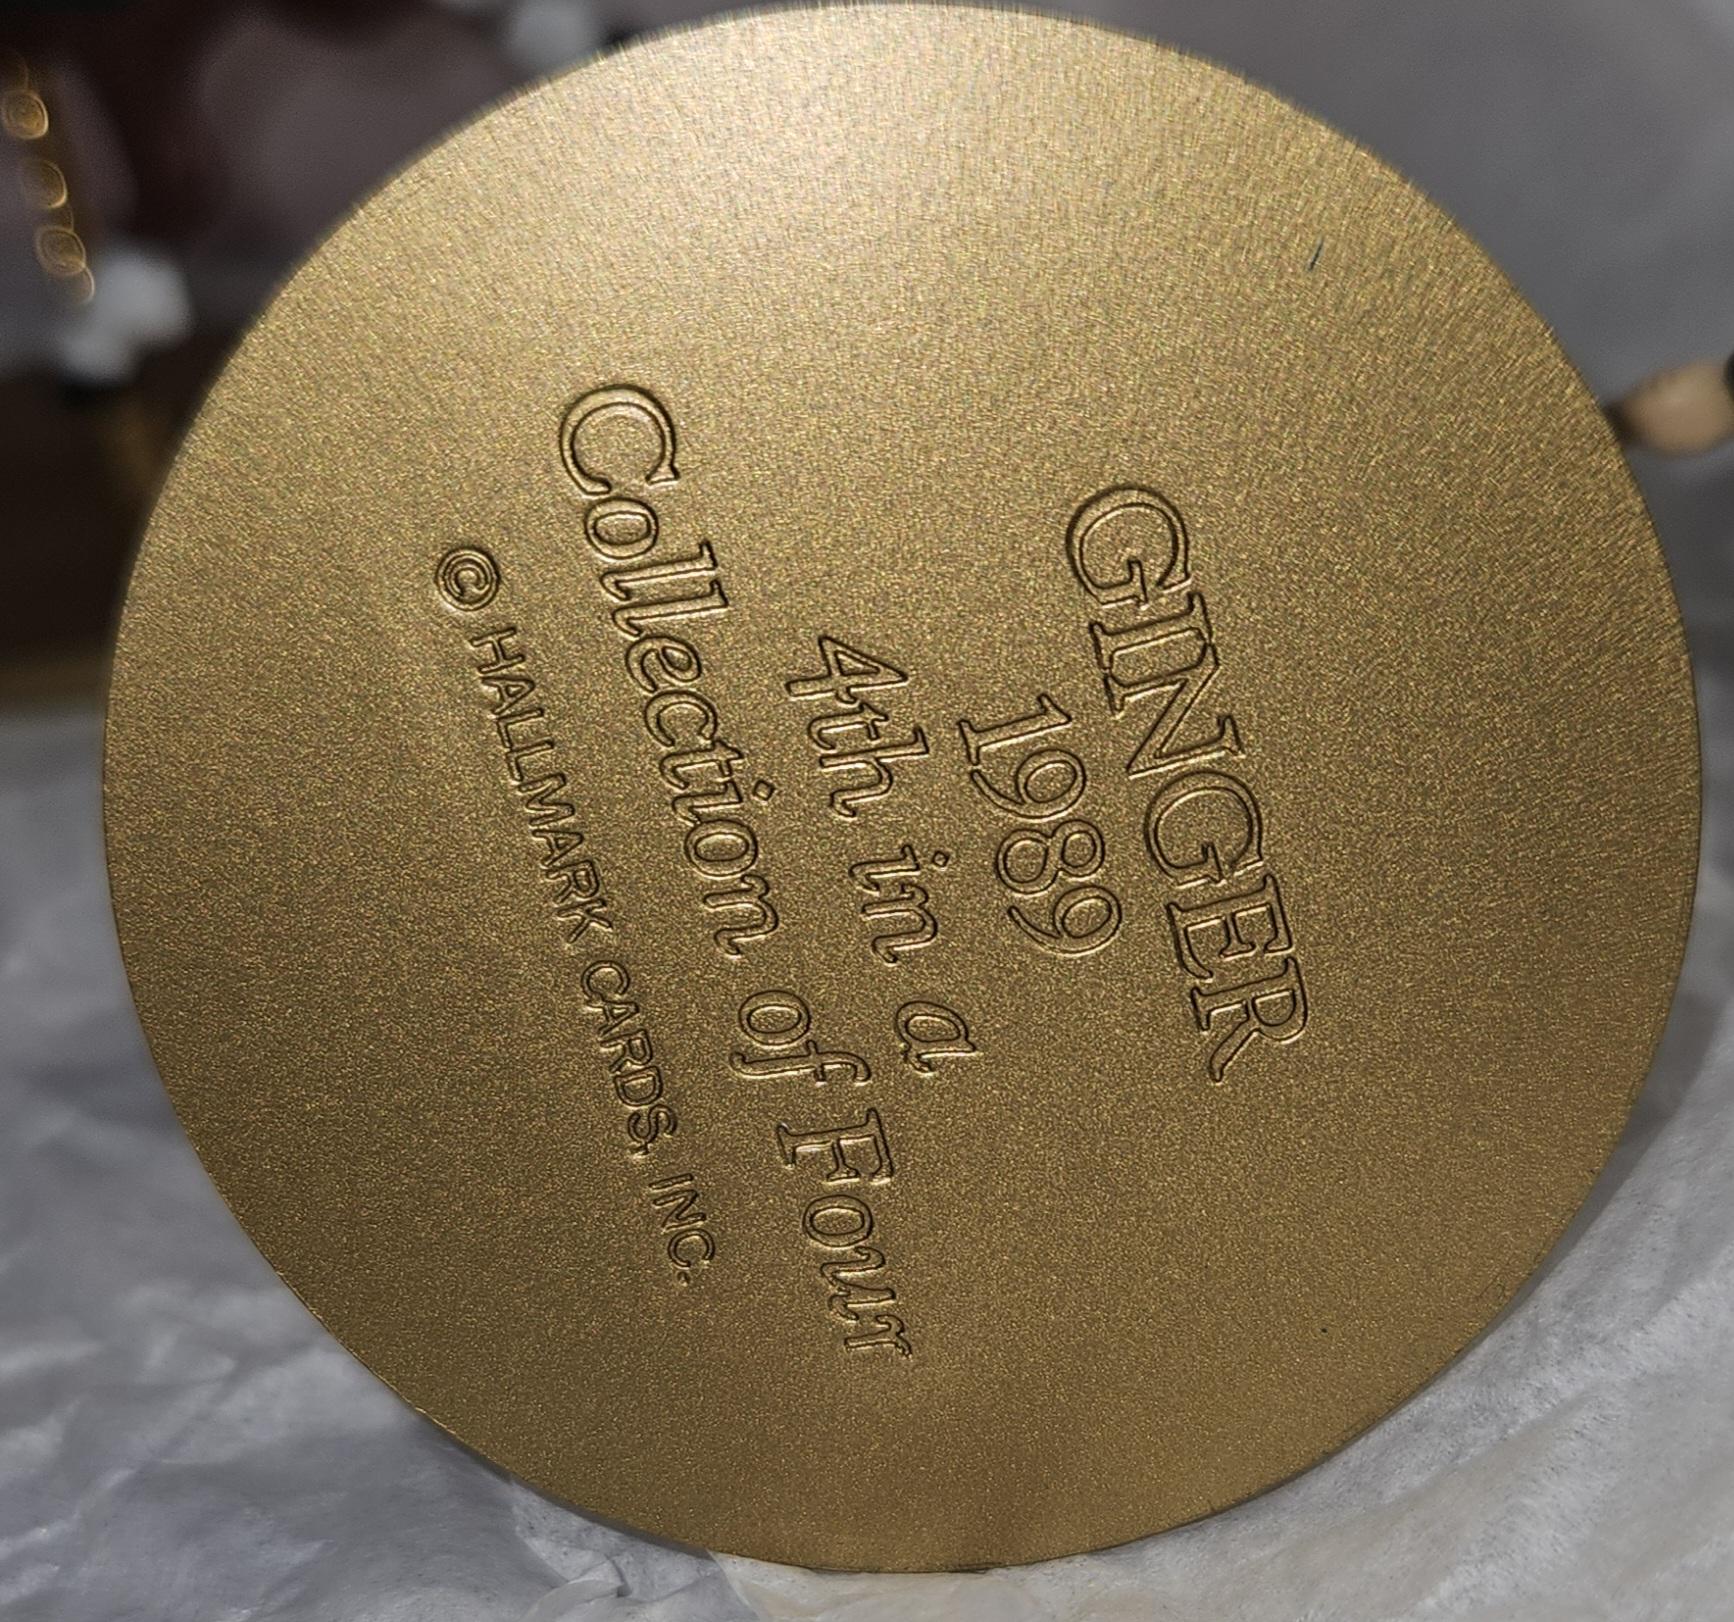 GINGER
1989
4th in a
Collection of Four
© HALLMARK CARDS, INC.